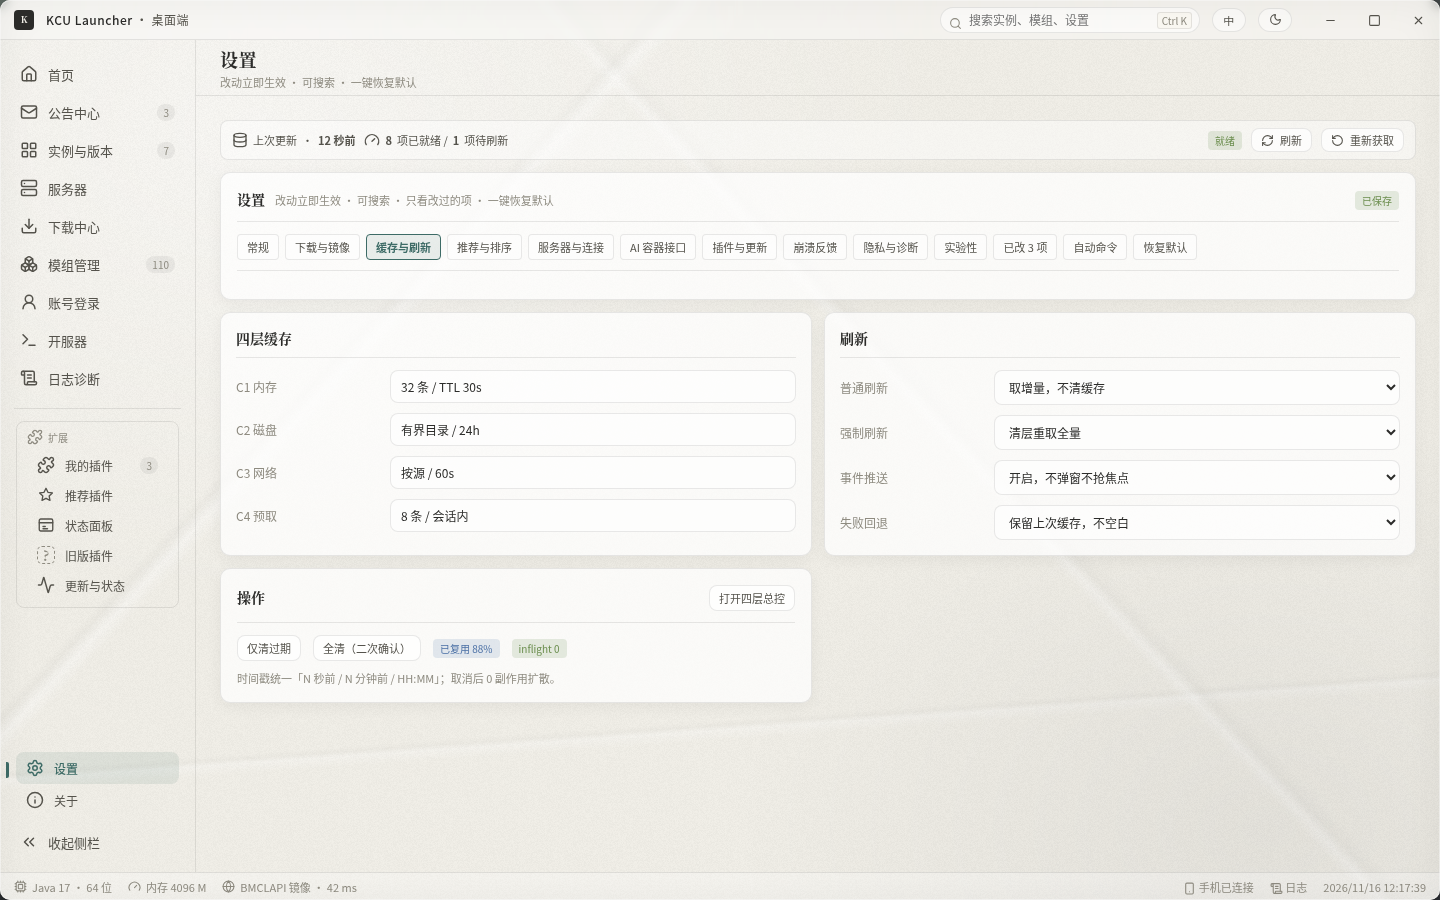 K KCU Launcher • 桌面端
搜索实例、模组、设置 Ctrl K 中
首页
公告中心 3
实例与版本 7
服务器
下载中心
模组管理 110
账号登录
开服器
日志诊断
扩展
我的插件 3
推荐插件
状态面板
旧版插件
更新与状态
设置
关于
收起侧栏
设置
改动立即生效 • 可搜索 • 一键恢复默认
上次更新 • 12 秒前 8 项已就绪 / 1 项待刷新 就绪 刷新 重新获取
设置 改动立即生效 • 可搜索 • 只看改过的项 • 一键恢复默认 已保存
常规 下载与镜像 缓存与刷新 推荐与排序 服务器与连接 AI 容器接口 插件与更新 崩溃反馈 隐私与诊断 实验性 已改 3 项 自动命令 恢复默认
四层缓存
C1 内存 32 条 / TTL 30s
C2 磁盘 有界目录 / 24h
C3 网络 按源 / 60s
C4 预取 8 条 / 会话内
刷新
普通刷新 取增量，不清缓存
强制刷新 清层重取全量
事件推送 开启，不弹窗不抢焦点
失败回退 保留上次缓存，不空白
操作 打开四层总控
仅清过期 全清（二次确认） 已复用 88% inflight 0
时间戳统一「N 秒前 / N 分钟前 / HH:MM」；取消后 0 副作用扩散。
Java 17 • 64 位 内存 4096 M BMCLAPI 镜像 • 42 ms
手机已连接 日志 2026/11/16 12:17:39